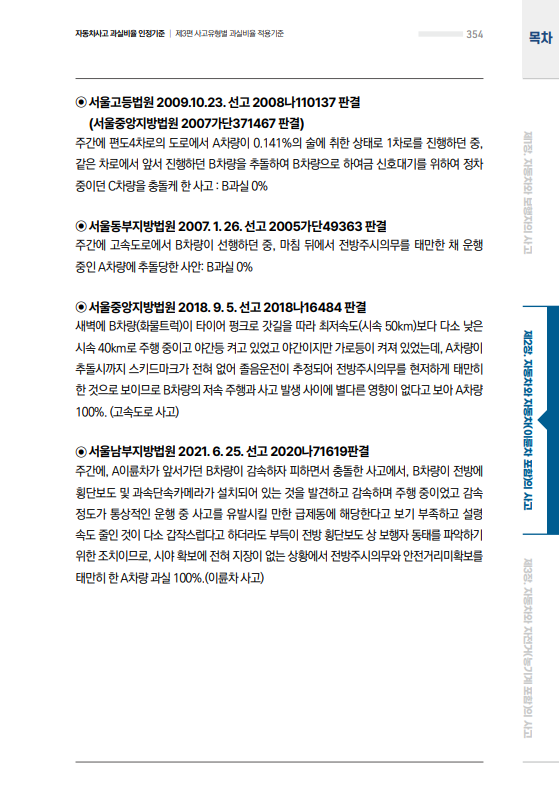 자동차사고 과실비율 인정기준 | 제3편 사고유형별 과실비율 적용기준
354
목차
◉ 서울고등법원 2009.10.23. 선고 2008나110137 판결
(서울중앙지방법원 2007가단371467 판결)
주간에 편도4차로의 도로에서 A차량이 0.141%의 술에 취한 상태로 1차로를 진행하던 중,
같은 차로에서 앞서 진행하던 B차량을 추돌하여 B차량으로 하여금 신호대기를 위하여 정차
중이던 C차량을 충돌케 한 사고 : B과실 0%
◉ 서울동부지방법원 2007. 1. 26. 선고 2005가단49363 판결
주간에 고속도로에서 B차량이 선행하던 중, 마침 뒤에서 전방주시의무를 태만한 채 운행
중인 A차량에 추돌당한 사안: B과실 0%
◉ 서울중앙지방법원 2018. 9. 5. 선고 2018나16484 판결
새벽에 B차량(화물트럭)이 타이어 펑크로 갓길을 따라 최저속도(시속 50km)보다 다소 낮은
시속 40km로 주행 중이고 야간등 켜고 있었고 야간이지만 가로등이 켜져 있었는데, A차량이
추돌시까지 스키드마크가 전혀 없어 졸음운전이 추정되어 전방주시의무를 현저하게 태만히
한 것으로 보이므로 B차량의 저속 주행과 사고 발생 사이에 별다른 영향이 없다고 보아 A차량
100%. (고속도로 사고)
◉ 서울남부지방법원 2021. 6. 25. 선고 2020나71619판결
주간에, A이륜차가 앞서가던 B차량이 감속하자 피하면서 충돌한 사고에서, B차량이 전방에
횡단보도 및 과속단속카메라가 설치되어 있는 것을 발견하고 감속하며 주행 중이었고 감속
정도가 통상적인 운행 중 사고를 유발시킬 만한 급제동에 해당한다고 보기 부족하고 설령
속도 줄인 것이 다소 갑작스럽다고 하더라도 부득이 전방 횡단보도 상 보행자 동태를 파악하기
위한 조치이므로, 시야 확보에 전혀 지장이 없는 상황에서 전방주시의무와 안전거리미확보를
태만히 한 A차량 과실 100%.(이륜차 사고)
제1장. 자동차와 보행자의 사고
제2장. 자동차와 자동차(이륜차 포함)의 사고
제3장. 자동차와 자전거(농기계 포함)의 사고